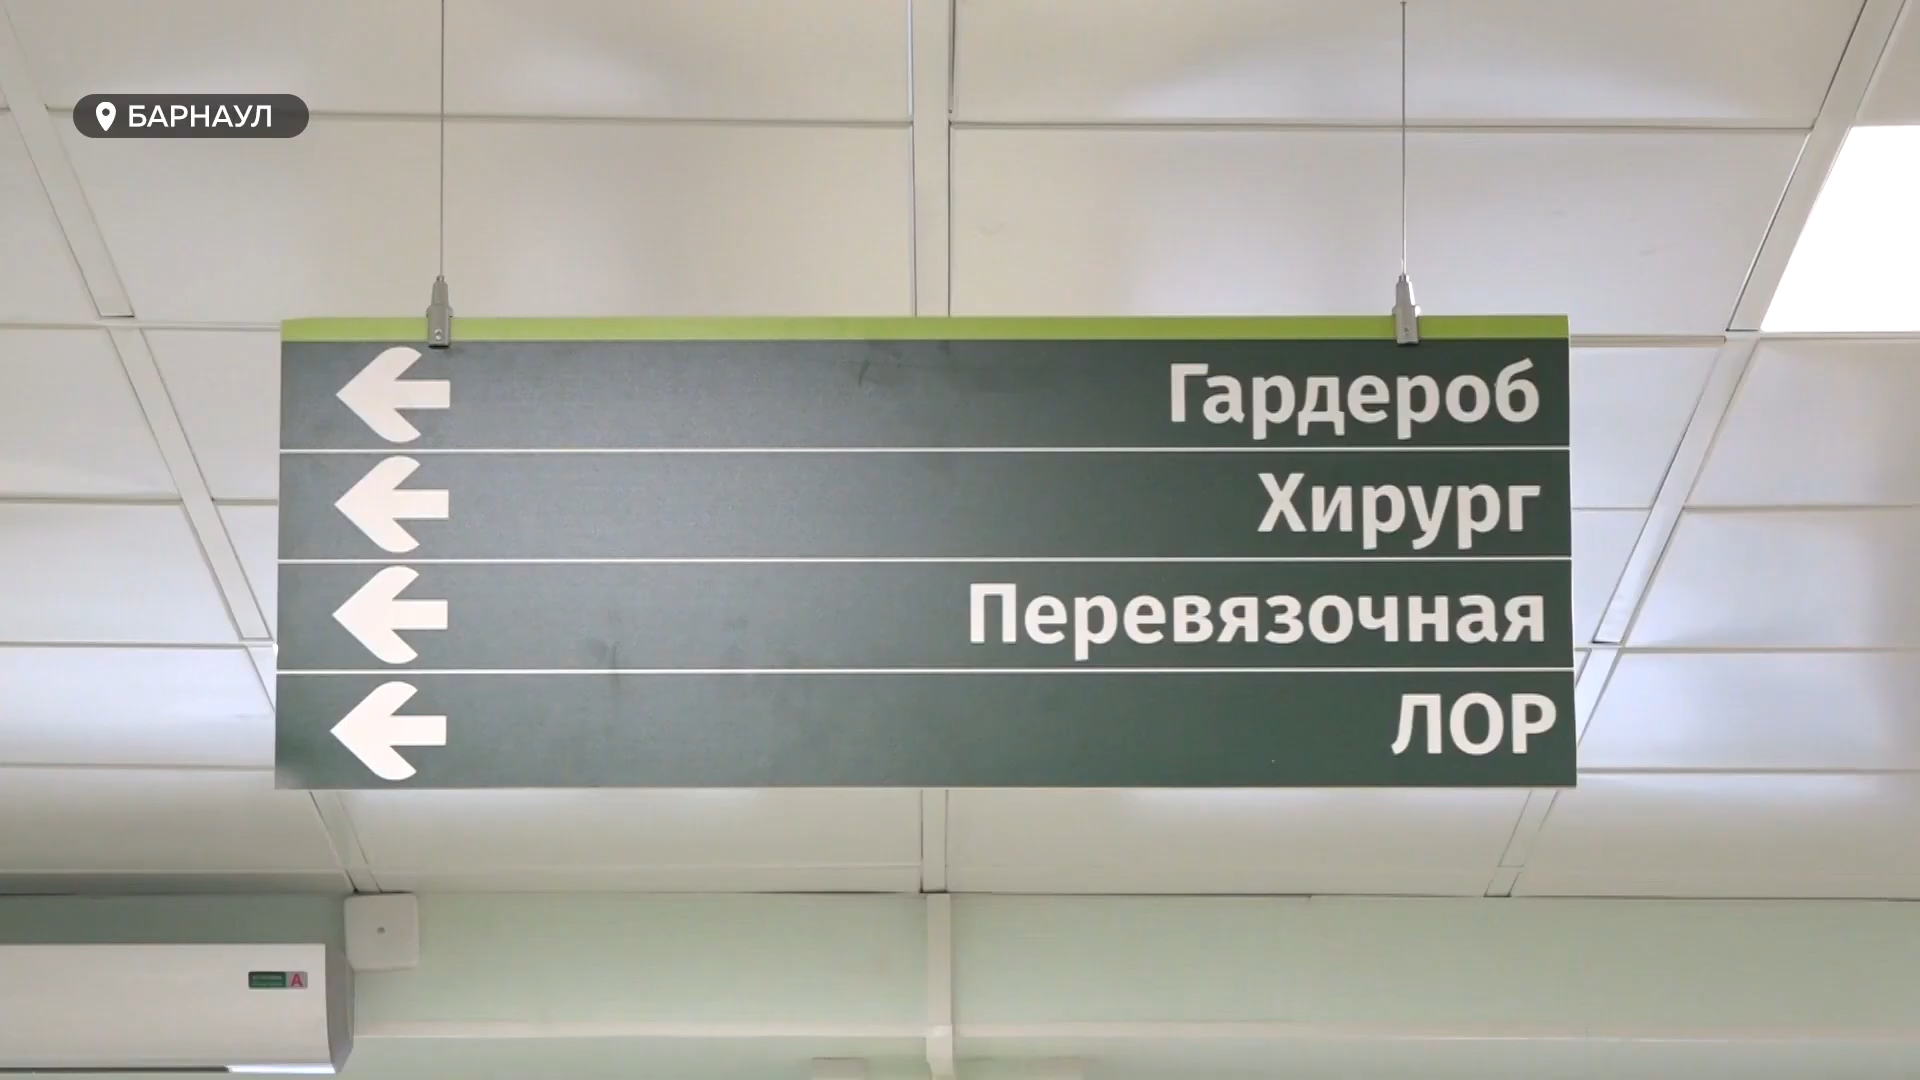 БАРНАУЛ
Гардероб
Хирург
Перевязочная
ЛОР
A